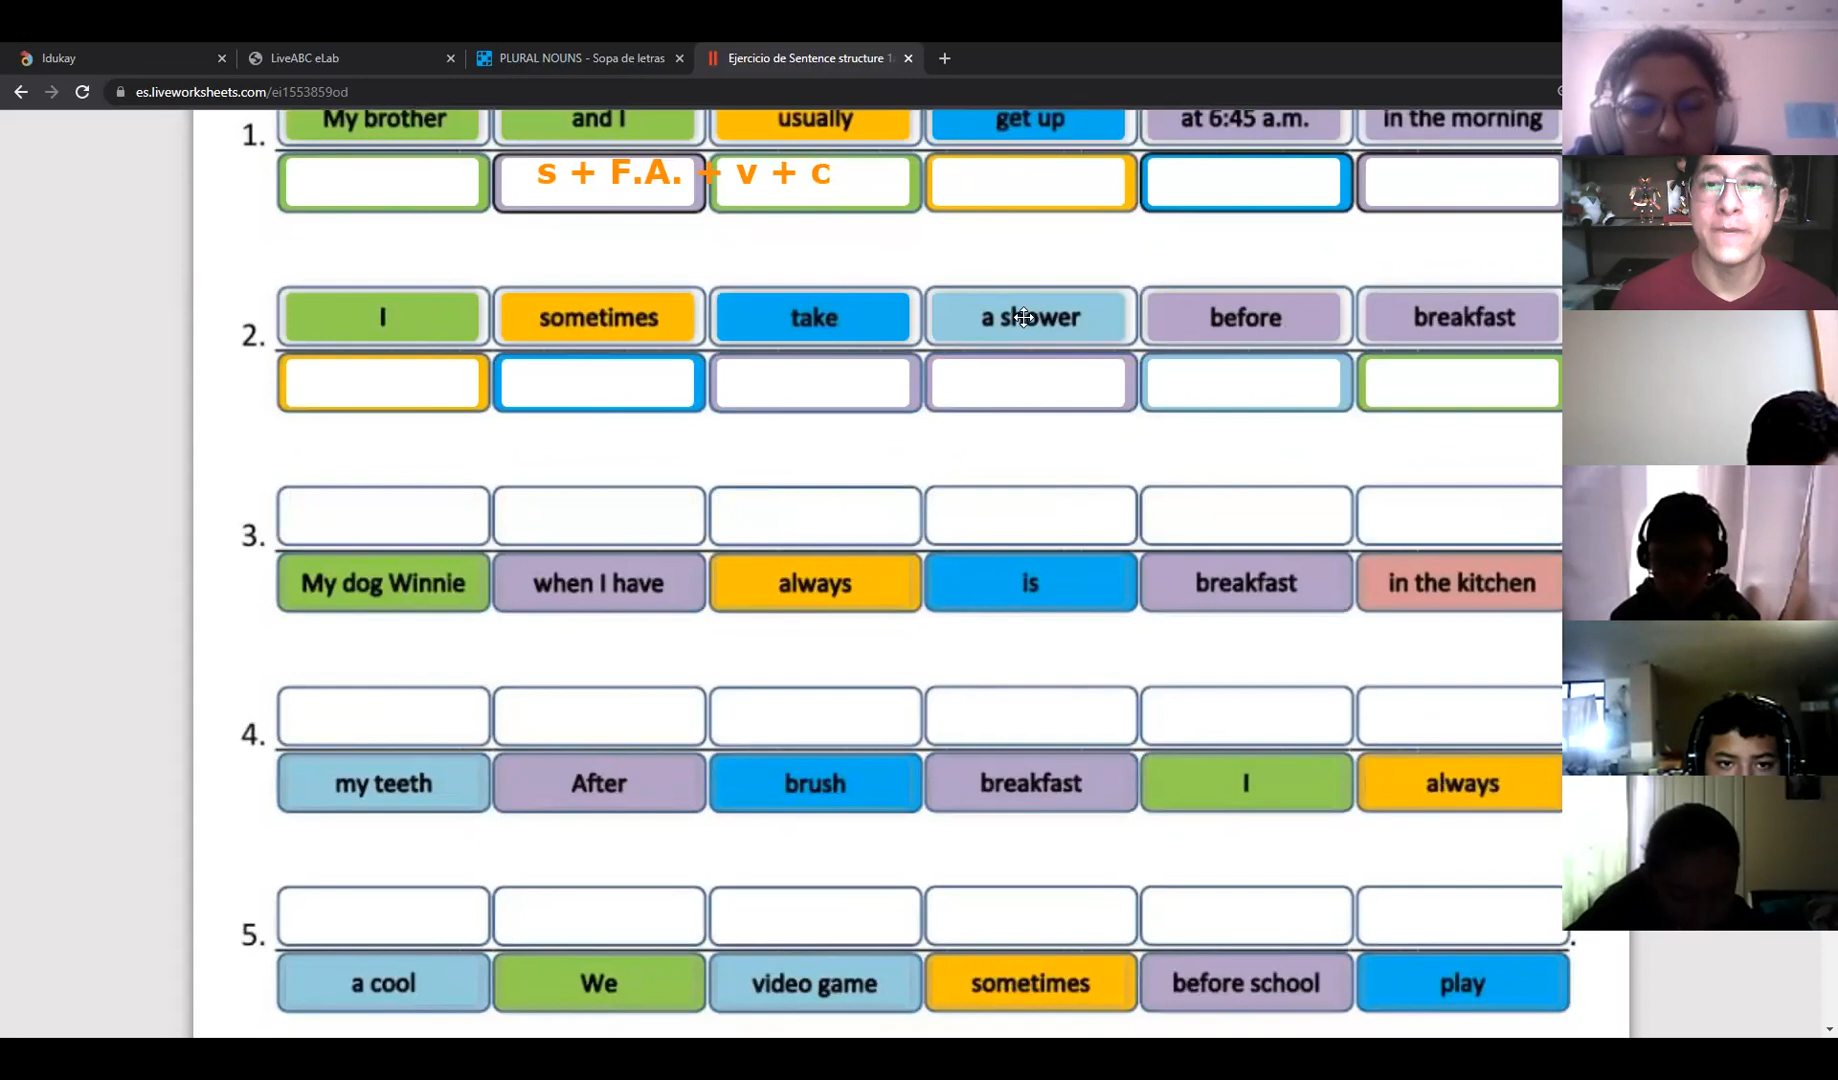 Idukay
LiveABC eLab
PLURAL NOUNS - Sopa de letras
Ejercicio de Sentence structure 1
es.liveworksheets.com/ei1553859od
1. My brother and I usually get up at 6:45 a.m. in the morning
s + F.A. + v + c
2. I sometimes take a shower before breakfast
3.
My dog Winnie when I have always is breakfast in the kitchen
4.
my teeth After brush breakfast I always
5. .
a cool We video game sometimes before school play